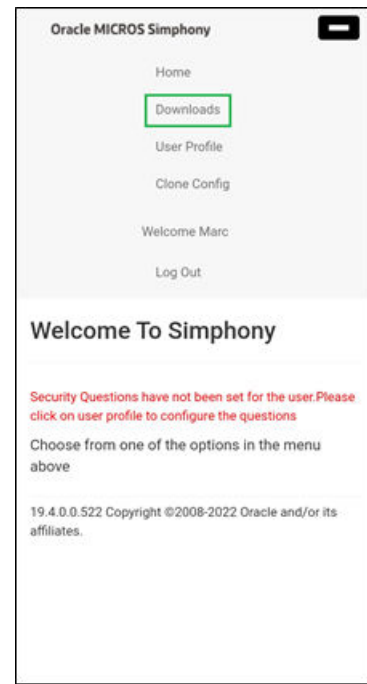 Oracle MICROS Simphony
Home
Downloads
User Profile
Clone Config
Welcome Marc
Log Out
Welcome To Simphony
Security Questions have not been set for the user.Please
click on user profile to configure the questions
Choose from one of the options in the menu
above
19.4.0.0.522 Copyright ©2008-2022 Oracle and/or its
affiliates.